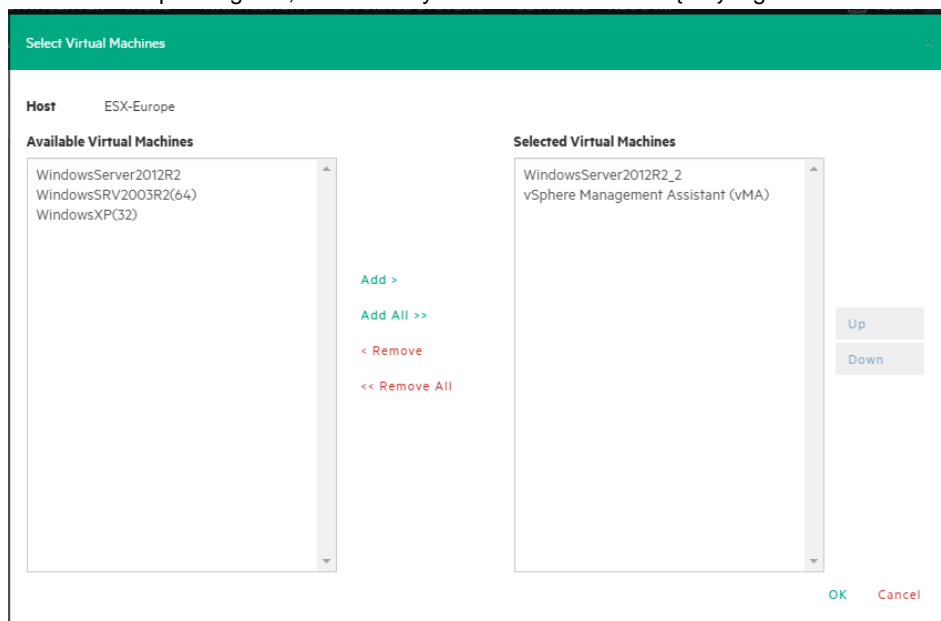 Select Virtual Machines
Host ESX-Europe
Available Virtual Machines
Selected Virtual Machines
WindowsServer2012R2
WindowsSRV2003R2(64)
WindowsXP(32)
WindowsServer2012R2_2
vSphere Management Assistant (vMA)
Add >
Add All >>
< Remove
<< Remove All
Up
Down
OK Cancel